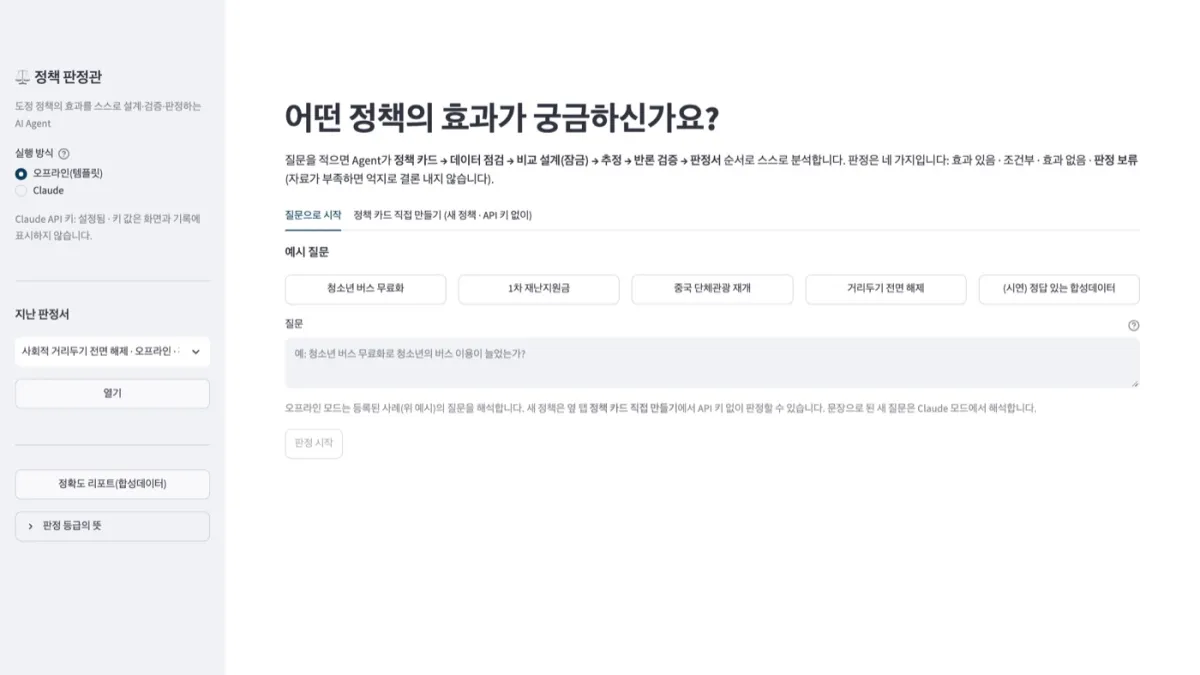 정책 판정관
도정 정책의 효과를 스스로 설계·검증·판정하는
AI Agent
실행 방식
오프라인(템플릿)
Claude
Claude API 키: 설정됨 · 키 값은 화면과 기록에
표시하지 않습니다.
지난 판정서
사회적 거리두기 전면 해제 · 오프라인 ·
열기
정확도 리포트(합성데이터)
판정 등급의 뜻
어떤 정책의 효과가 궁금하신가요?
질문을 적으면 Agent가 정책 카드 → 데이터 점검 → 비교 설계(잠금) → 추정 → 반론 검증 → 판정서 순서로 스스로 분석합니다. 판정은 네 가지입니다: 효과 있음 · 조건부 · 효과 없음 · 판정 보류
(자료가 부족하면 억지로 결론 내지 않습니다).
질문으로 시작 정책 카드 직접 만들기 (새 정책 · API 키 없이)
예시 질문
청소년 버스 무료화 1차 재난지원금 중국 단체관광 재개 거리두기 전면 해제 (시연) 정답 있는 합성데이터
질문
예: 청소년 버스 무료화로 청소년의 버스 이용이 늘었는가?
오프라인 모드는 등록된 사례(위 예시)의 질문을 해석합니다. 새 정책은 옆 탭 정책 카드 직접 만들기에서 API 키 없이 판정할 수 있습니다. 문장으로 된 새 질문은 Claude 모드에서 해석합니다.
판정 시작